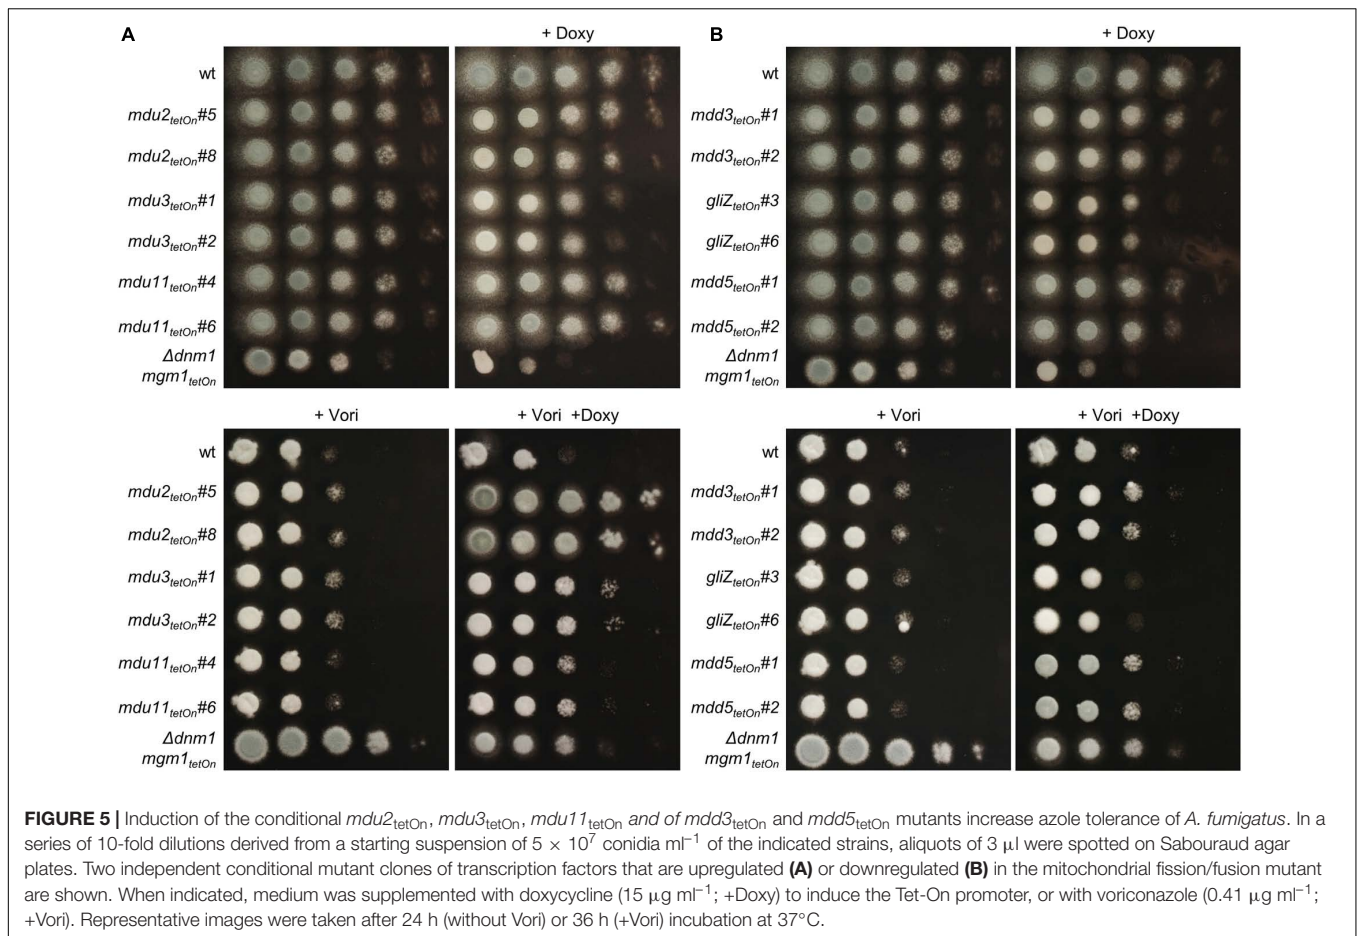 A
+ Doxy
wt
mdu2tetOn#5
mdu2tetOn#8
mdu3tetOn#1
mdu3tetOn#2
mdu11tetOn#4
mdu11tetOn#6
Δdnm1
mgm1tetOn
+ Vori
+ Vori +Doxy
wt
mdu2tetOn#5
mdu2tetOn#8
mdu3tetOn#1
mdu3tetOn#2
mdu11tetOn#4
mdu11tetOn#6
Δdnm1
mgm1tetOn
B
+ Doxy
wt
mdd3tetOn#1
mdd3tetOn#2
gliZtetOn#3
gliZtetOn#6
mdd5tetOn#1
mdd5tetOn#2
Δdnm1
mgm1tetOn
+ Vori
+ Vori +Doxy
wt
mdd3tetOn#1
mdd3tetOn#2
gliZtetOn#3
gliZtetOn#6
mdd5tetOn#1
mdd5tetOn#2
Δdnm1
mgm1tetOn
FIGURE 5 | Induction of the conditional mdu2tetOn, mdu3tetOn, mdu11tetOn and of mdd3tetOn and mdd5tetOn mutants increase azole tolerance of A. fumigatus. In a
series of 10-fold dilutions derived from a starting suspension of 5 × 10⁷ conidia ml⁻¹ of the indicated strains, aliquots of 3 μl were spotted on Sabouraud agar
plates. Two independent conditional mutant clones of transcription factors that are upregulated (A) or downregulated (B) in the mitochondrial fission/fusion mutant
are shown. When indicated, medium was supplemented with doxycycline (15 μg ml⁻¹; +Doxy) to induce the Tet-On promoter, or with voriconazole (0.41 μg ml⁻¹;
+Vori). Representative images were taken after 24 h (without Vori) or 36 h (+Vori) incubation at 37°C.